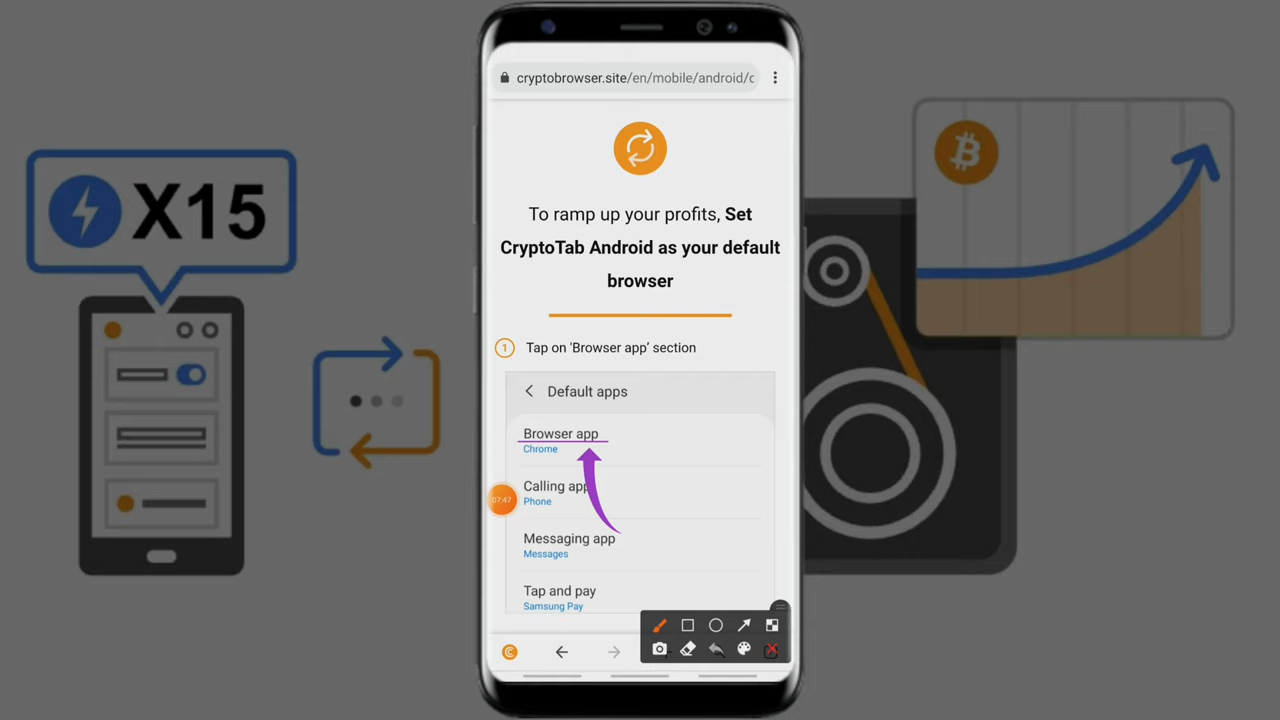 X15
cryptobrowser.site/en/mobile/android/c
To ramp up your profits, Set
CryptoTab Android as your default
browser
1 Tap on 'Browser app' section
Default apps
Browser app
Chrome
Calling app
Phone
07:47
Messaging app
Messages
Tap and pay
Samsung Pay